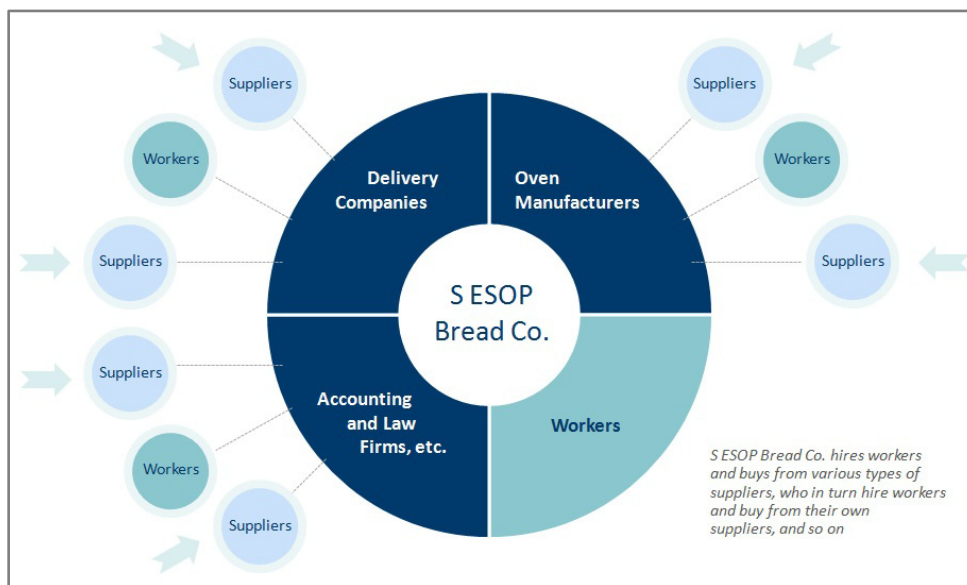 Suppliers
Workers
Suppliers
Delivery
Companies
Oven
Manufacturers
Suppliers
Workers
Suppliers
S ESOP
Bread Co.
Suppliers
Workers
Suppliers
Accounting
and Law
Firms, etc.
Workers
S ESOP Bread Co. hires workers
and buys from various types of
suppliers, who in turn hire workers
and buy from their own
suppliers, and so on